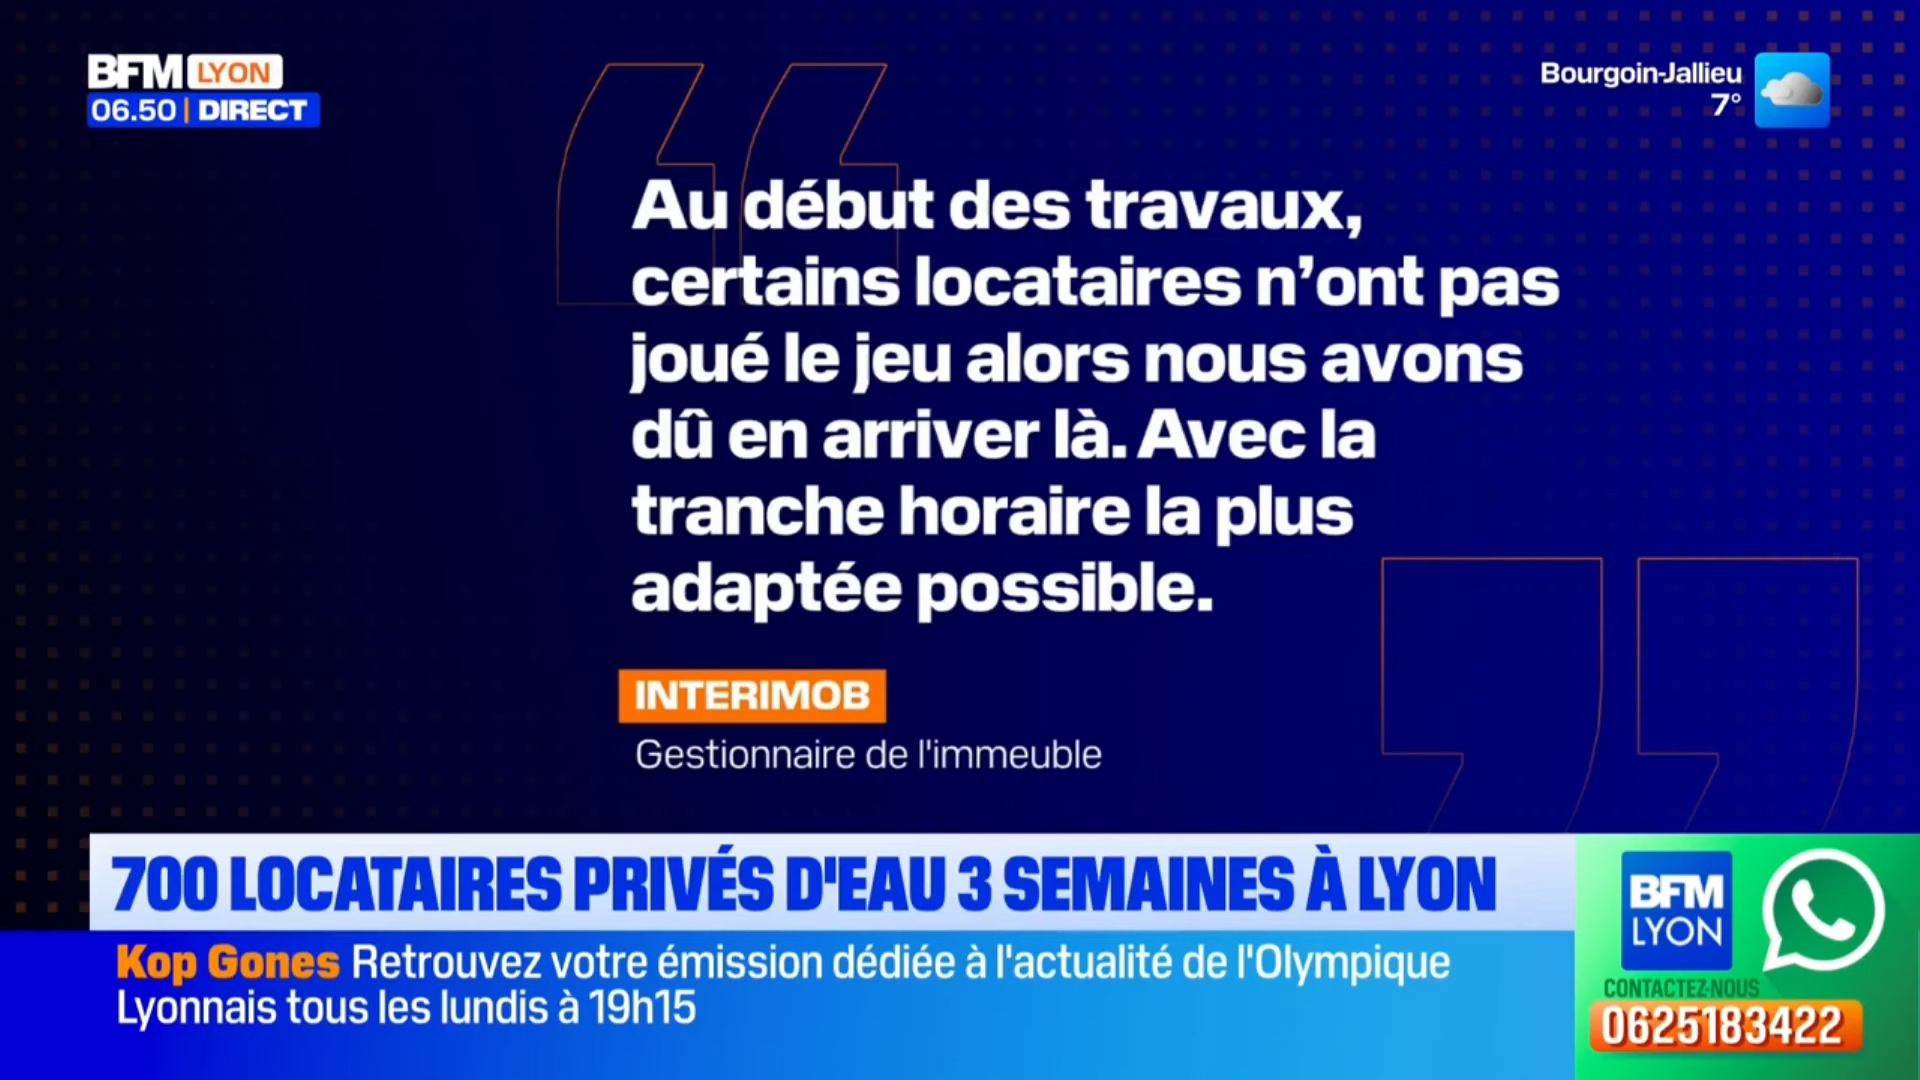 BFM LYON
06.50 | DIRECT
Bourgoin-Jallieu
7°
Au début des travaux,
certains locataires n’ont pas
joué le jeu alors nous avons
dû en arriver là. Avec la
tranche horaire la plus
adaptée possible.
INTERIMOB
Gestionnaire de l'immeuble
700 LOCATAIRES PRIVÉS D'EAU 3 SEMAINES À LYON
Kop Gones Retrouvez votre émission dédiée à l'actualité de l'Olympique
Lyonnais tous les lundis à 19h15
BFM
LYON
CONTACTEZ-NOUS
0625183422